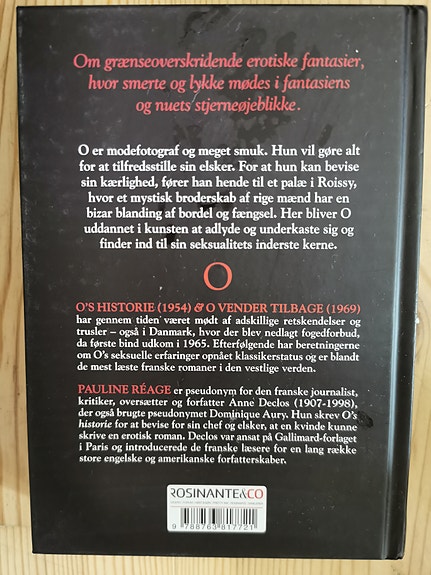 Om grænseoverskridende erotiske fantasier,
hvor smerte og lykke mødes i fantasiens
og nuets stjerneøjeblikke.
O er modefotograf og meget smuk. Hun vil gøre alt
for at tilfredsstille sin elsker. For at hun kan bevise
sin kærlighed, fører han hende til et palæ i Roissy,
hvor et mystisk broderskab af rige mænd har en
bizar blanding af bordel og fængsel. Her bliver O
uddannet i kunsten at adlyde og underkaste sig og
finder ind til sin seksualitets inderste kerne.
O
O'S HISTORIE (1954) & O VENDER TILBAGE (1969)
har gennem tiden været mødt af adskillige retskendelser og
trusler – også i Danmark, hvor der blev nedlagt fogedforbud,
da første bind udkom i 1965. Efterfølgende har beretningerne
om O's seksuelle erfaringer opnået klassikerstatus og er blandt
de mest læste franske romaner i den vestlige verden.
PAULINE RÉAGE er pseudonym for den franske journalist,
kritiker, oversætter og forfatter Anne Declos (1907-1998),
der også brugte pseudonymet Dominique Aury. Hun skrev O's
historie for at bevise for sin chef og elsker, at en kvinde kunne
skrive en erotisk roman. Declos var ansat på Gallimard-forlaget
i Paris og introducerede de franske læsere for en lang række
store engelske og amerikanske forfatterskaber.
ROSINANTE&CO
9 788763 817721